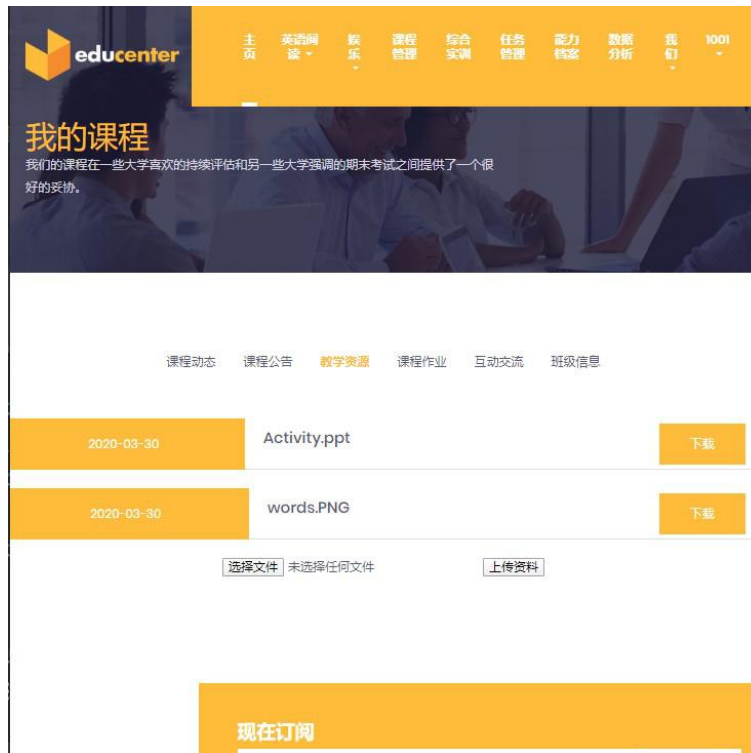 educenter
主页 英语阅读 娱乐 课程管理 综合实训 任务管理 能力档案 数据分析 我们 1001
我的课程
我们的课程在一些大学喜欢的持续评估和另一些大学强调的期末考试之间提供了一个很
好的妥协。
课程动态 课程公告 教学资源 课程作业 互动交流 班级信息
2020-03-30 Activity.ppt 下载
2020-03-30 words.PNG 下载
选择文件 未选择任何文件 上传资料
现在订阅